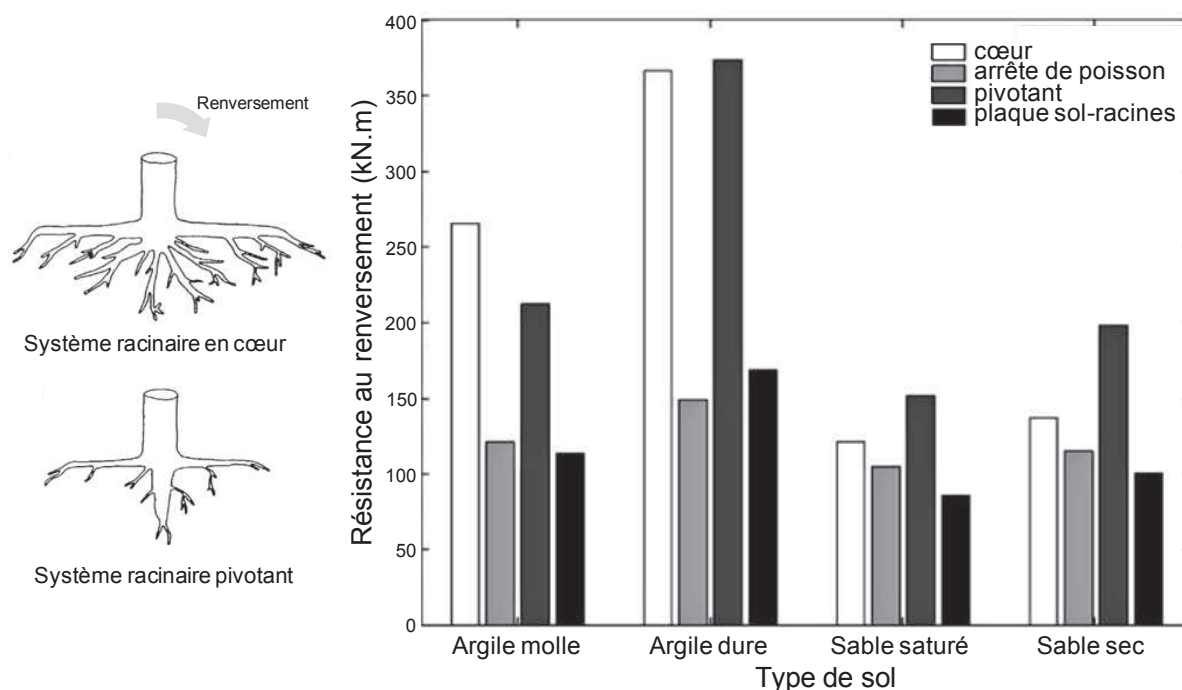 Renversement
Système racinaire en cœur
Système racinaire pivotant
Résistance au renversement (kN.m)
400
350
300
250
200
150
100
50
0
cœur
arrête de poisson
pivotant
plaque sol-racines
Argile molle
Argile dure
Sable saturé
Sable sec
Type de sol